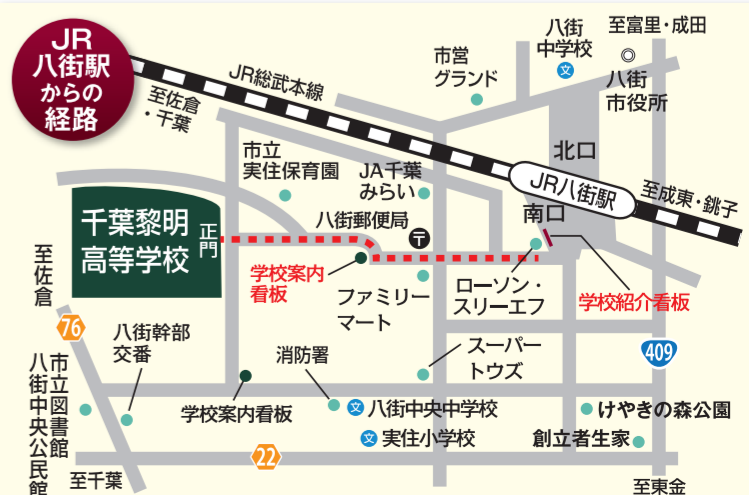 JR
八街駅
からの
経路
至佐倉
・千葉
JR総武本線
市営
グランド
八街
中学校
文
至富里・成田
八街
市役所
北口
JR八街駅
至成東・銚子
南口
市立
実住保育園
JA千葉
みらい
八街郵便局
〒
千葉黎明
高等学校
正門
学校案内
看板
ファミリー
マート
ローソン・
スリーエフ
学校紹介看板
至佐倉
76
八街幹部
交番
消防署
スーパー
トウズ
409
市立図書館
八街中央公民館
学校案内看板
文
八街中央中学校
文
実住小学校
けやきの森公園
創立者生家
22
至千葉
至東金